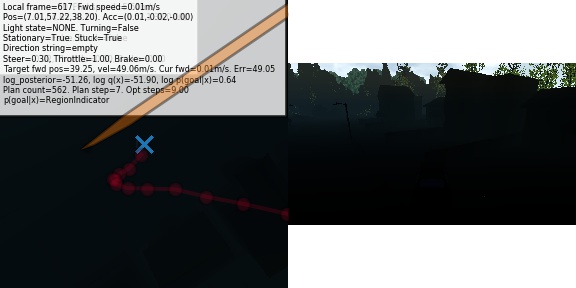 Local frame=617: Fwd speed=0.01m/s
Pos=(7.01,57.22,38.20). Acc=(0.01,-0.02,-0.00)
Light state=NONE. Turning=False
Stationary=True. Stuck=True
Direction string=empty
Steer=0.30, Throttle=1.00, Brake=0.00
Target fwd pos=39.25, vel=49.06m/s. Cur fwd=0.01m/s. Err=49.05
log_posterior=-51.26, log q(x)=-51.90, log p(goal|x)=0.64
Plan count=562. Plan step=7. Opt steps=9.00
p(goal|x)=RegionIndicator